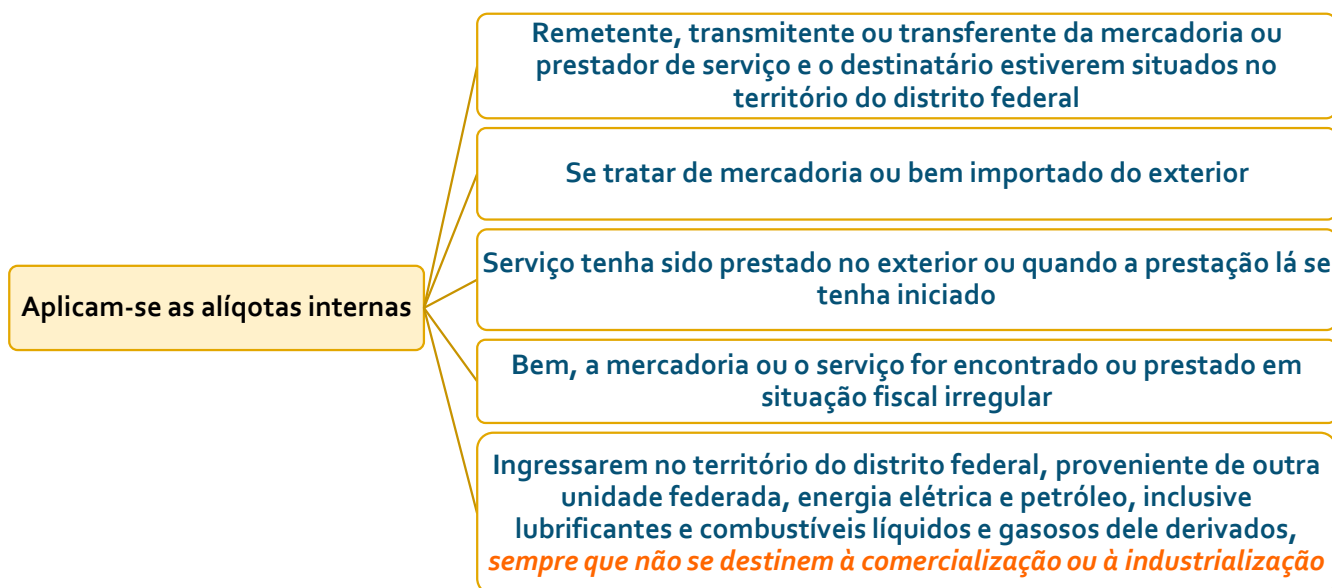 Remetente, transmitente ou transferente da mercadoria ou
prestador de serviço e o destinatário estiverem situados no
território do distrito federal
Se tratar de mercadoria ou bem importado do exterior
Serviço tenha sido prestado no exterior ou quando a prestação lá se
tenha iniciado
Aplicam-se as alíqotas internas
Bem, a mercadoria ou o serviço for encontrado ou prestado em
situação fiscal irregular
Ingressarem no território do distrito federal, proveniente de outra
unidade federada, energia elétrica e petróleo, inclusive
lubrificantes e combustíveis líquidos e gasosos dele derivados,
sempre que não se destinem à comercialização ou à industrialização